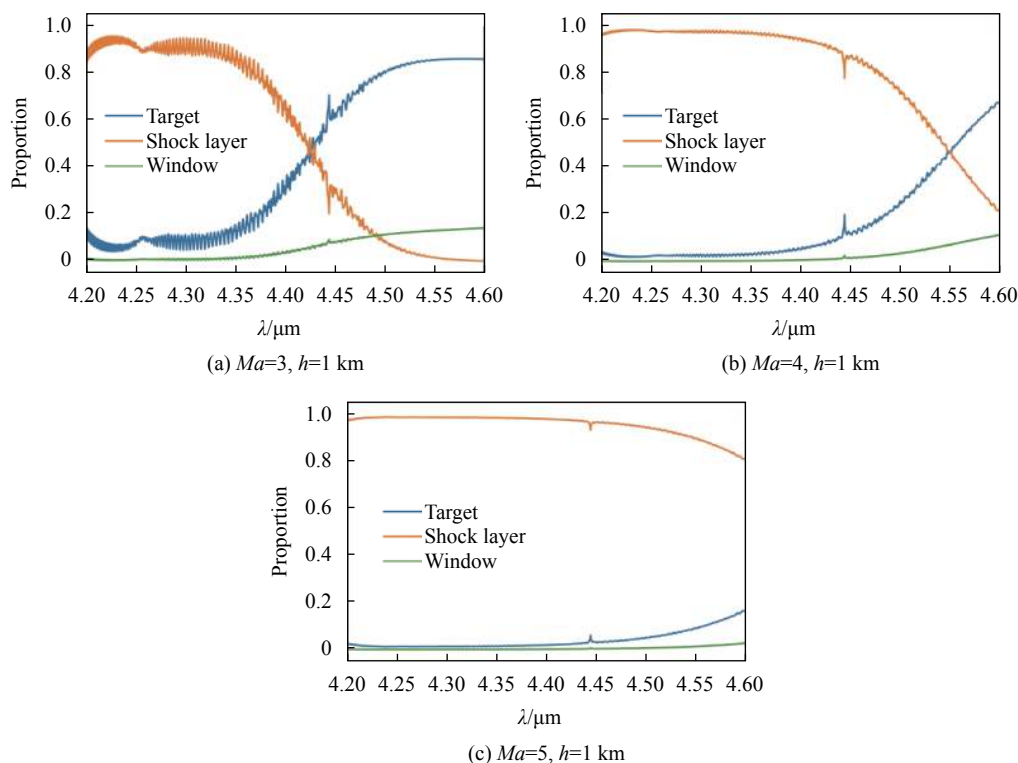 1.0
0.8
0.6
0.4
0.2
0
Proportion
Target
Shock layer
Window
4.20 4.25 4.30 4.35 4.40 4.45 4.50 4.55 4.60
λ/μm
(a) Ma=3, h=1 km
1.0
0.8
0.6
0.4
0.2
0
Proportion
Target
Shock layer
Window
4.20 4.25 4.30 4.35 4.40 4.45 4.50 4.55 4.60
λ/μm
(b) Ma=4, h=1 km
1.0
0.8
0.6
0.4
0.2
0
Proportion
Target
Shock layer
Window
4.20 4.25 4.30 4.35 4.40 4.45 4.50 4.55 4.60
λ/μm
(c) Ma=5, h=1 km